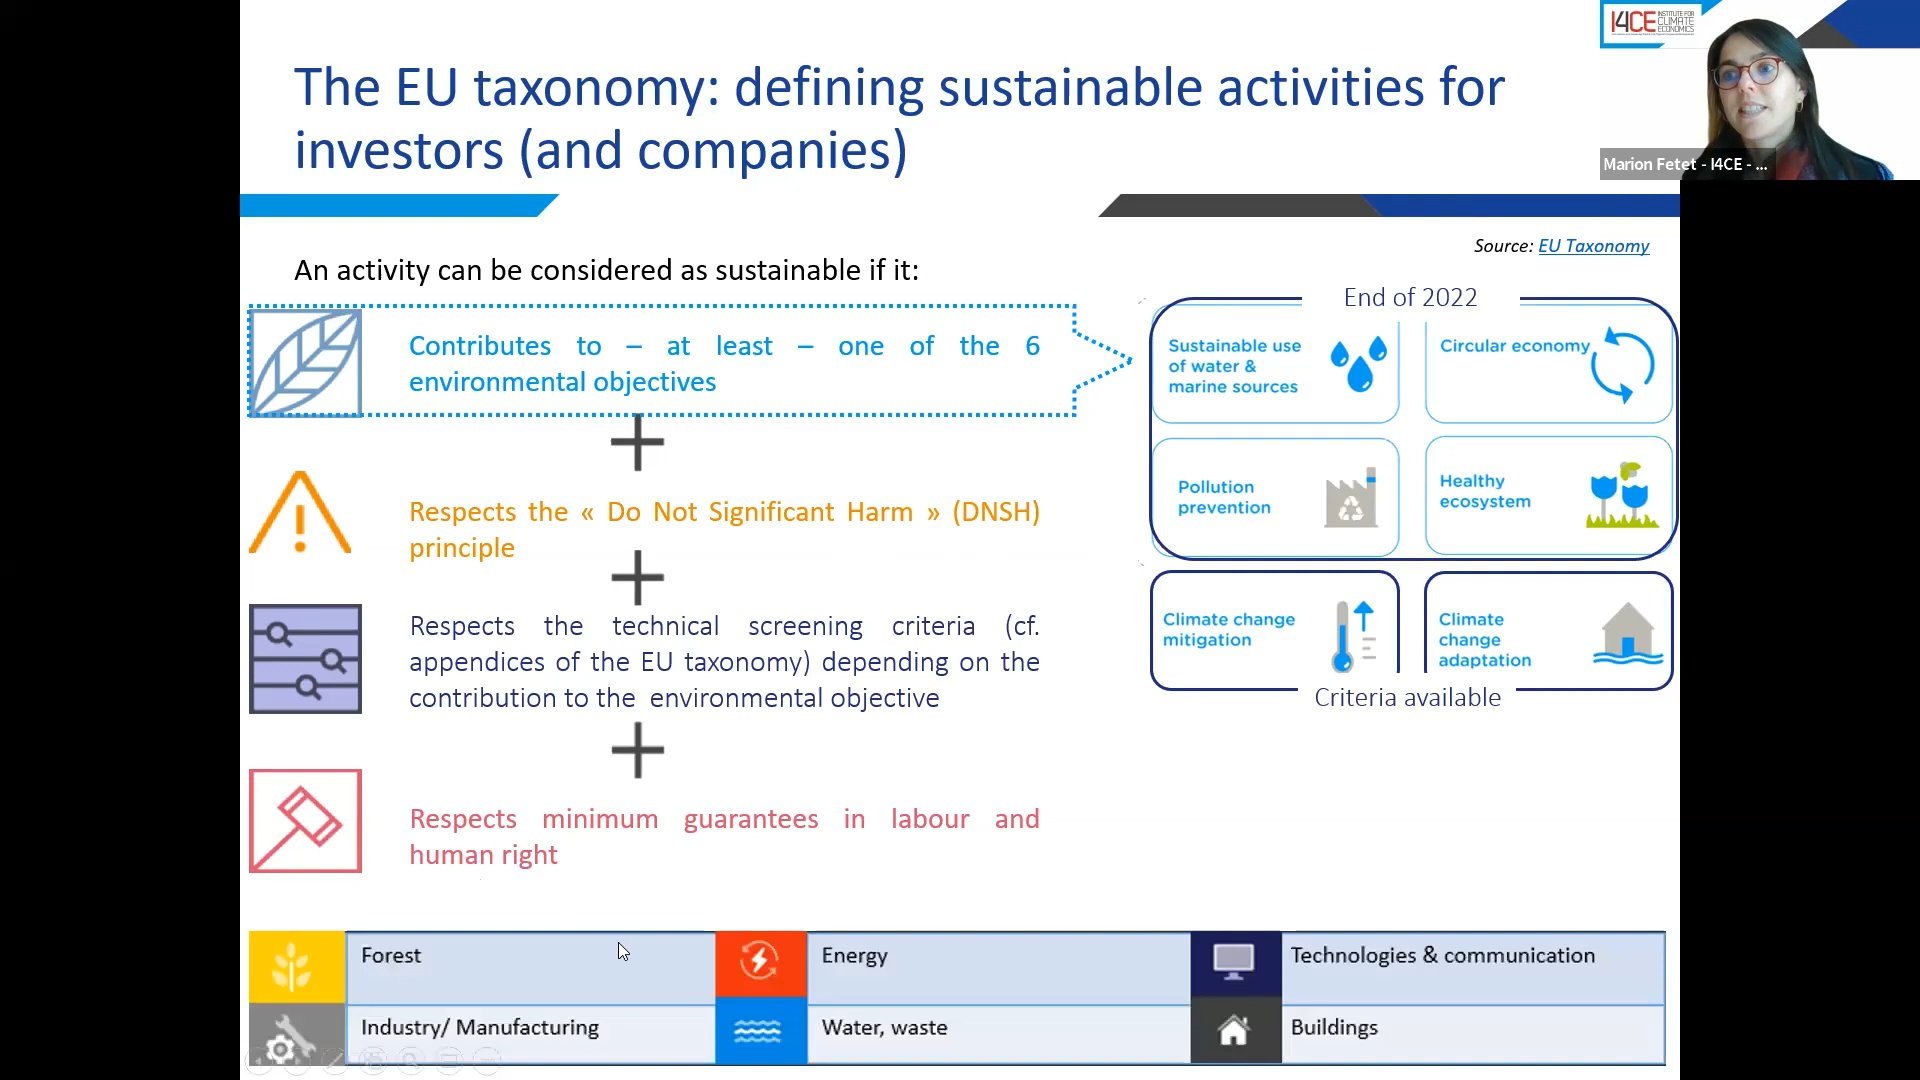 The EU taxonomy: defining sustainable activities for
investors (and companies)
I4CE INSTITUTE FOR
CLIMATE
ECONOMICS
Marion Fetet - I4CE - ...
Source: EU Taxonomy
An activity can be considered as sustainable if it:
Contributes to – at least – one of the 6
environmental objectives
Respects the « Do Not Significant Harm » (DNSH)
principle
Respects the technical screening criteria (cf.
appendices of the EU taxonomy) depending on the
contribution to the environmental objective
Respects minimum guarantees in labour and
human right
End of 2022
Sustainable use
of water &
marine sources
Circular economy
Pollution
prevention
Healthy
ecosystem
Climate change
mitigation
Climate
change
adaptation
Criteria available
Forest
Energy
Technologies & communication
Industry/ Manufacturing
Water, waste
Buildings